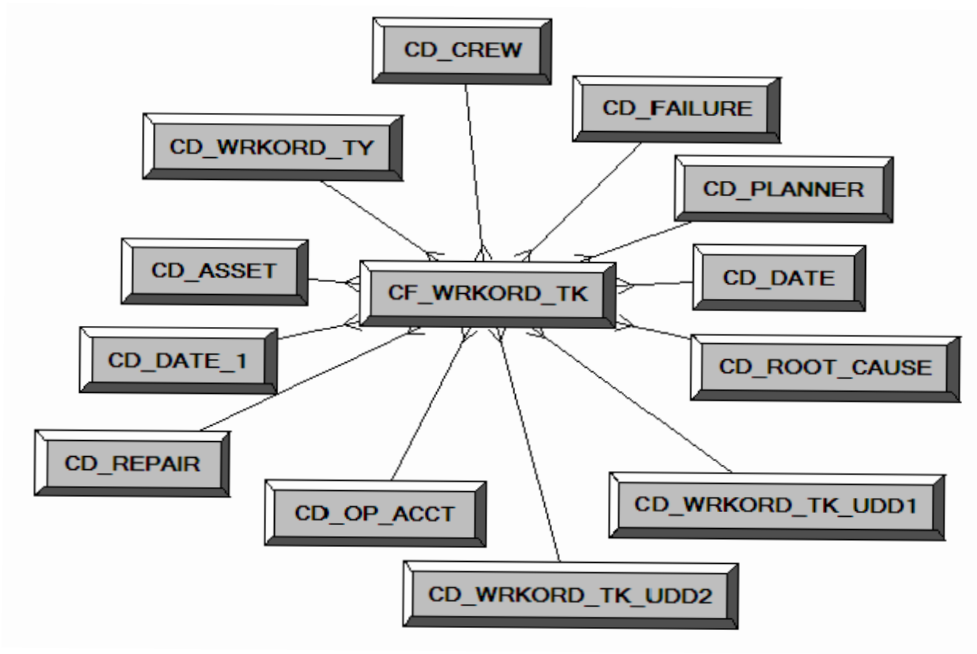 CD_CREW
CD_FAILURE
CD_WRKORD_TY
CD_PLANNER
CD_ASSET
CD_DATE
CF_WRKORD_TK
CD_DATE_1
CD_ROOT_CAUSE
CD_REPAIR
CD_OP_ACCT
CD_WRKORD_TK_UDD1
CD_WRKORD_TK_UDD2